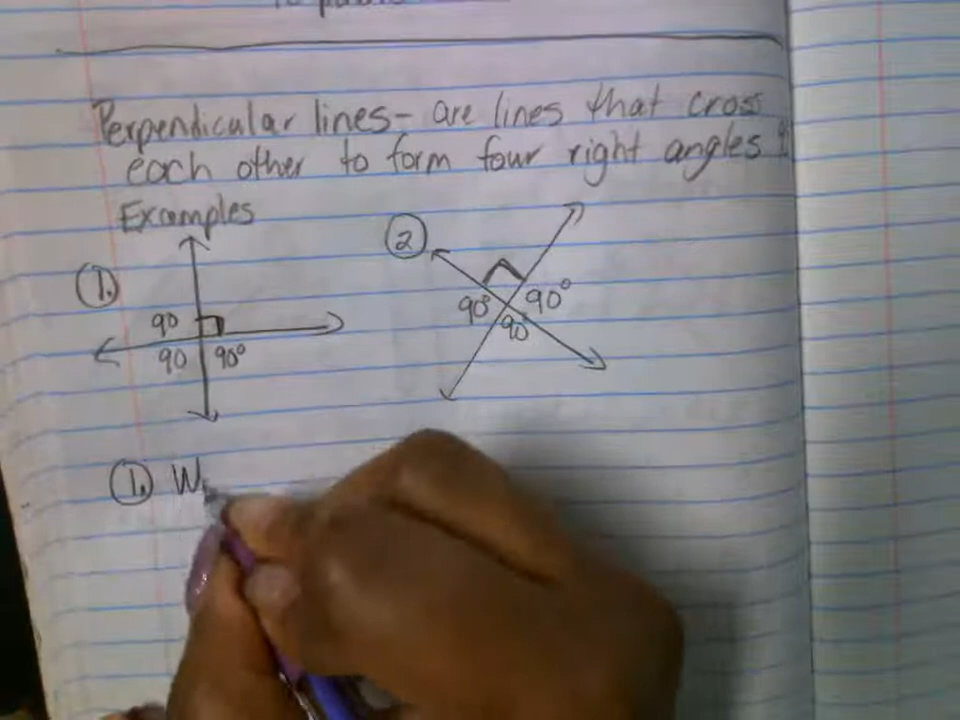 Perpendicular lines- are lines that cross
each other to form four right angles!
Examples
1.
2
90
90 90°
90° 90°
90°
1. W